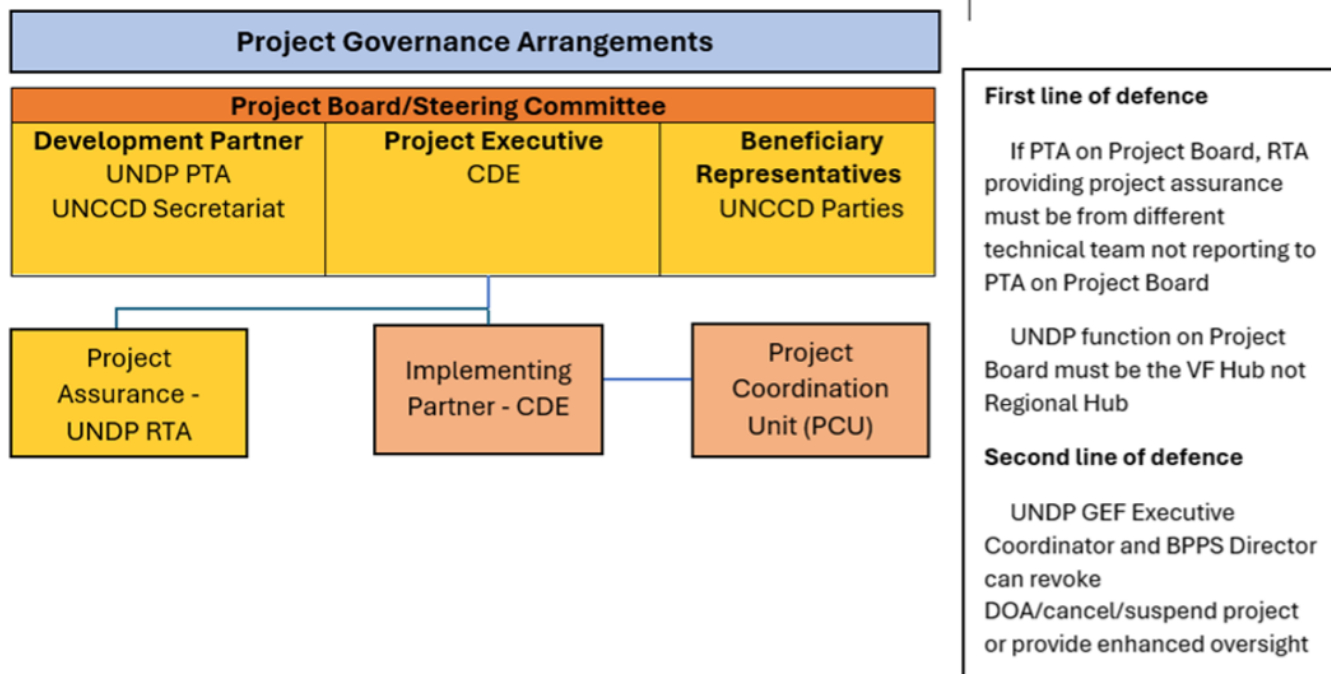 Project Governance Arrangements
Project Board/Steering Committee
Development Partner
UNDP PTA
UNCCD Secretariat
Project Executive
CDE
Beneficiary
Representatives
UNCCD Parties
Project
Assurance -
UNDP RTA
Implementing
Partner - CDE
Project
Coordination
Unit (PCU)
First line of defence
If PTA on Project Board, RTA
providing project assurance
must be from different
technical team not reporting to
PTA on Project Board
UNDP function on Project
Board must be the VF Hub not
Regional Hub
Second line of defence
UNDP GEF Executive
Coordinator and BPPS Director
can revoke
DOA/cancel/suspend project
or provide enhanced oversight